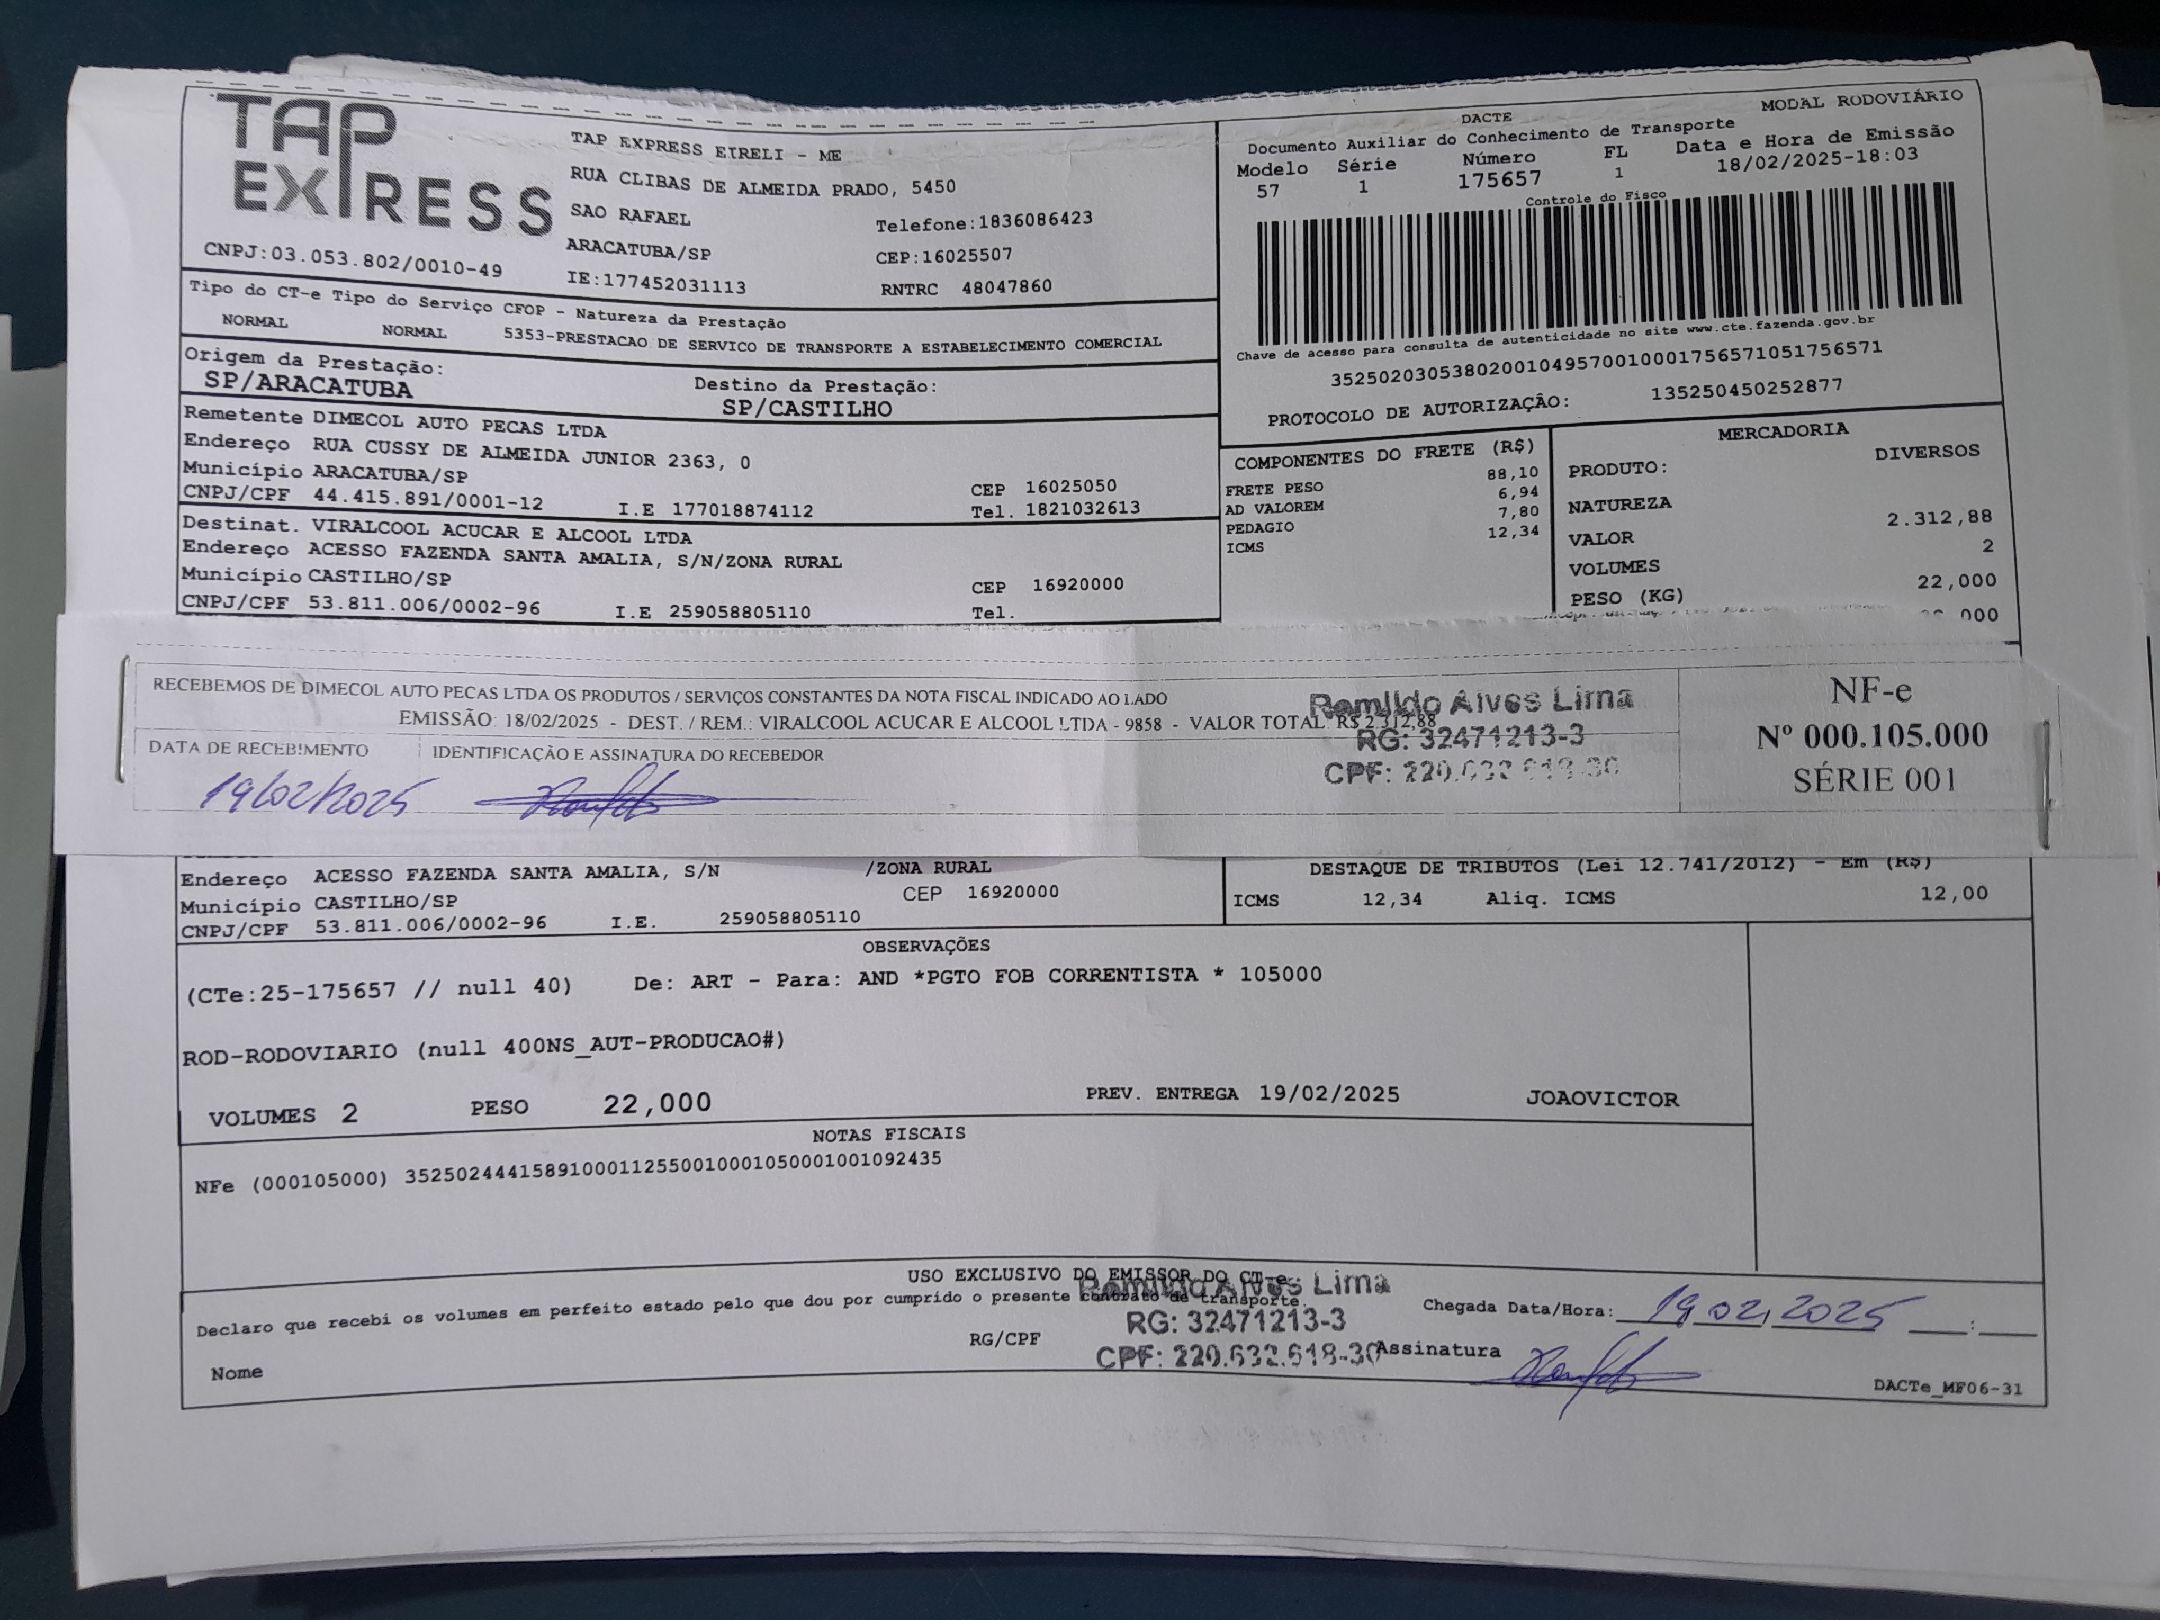 TAP EXPRESS
TAP EXPRESS EIRELI - ME
RUA CLIBAS DE ALMEIDA PRADO, 5450
SAO RAFAEL Telefone:1836086423
ARACATUBA/SP CEP:16025507
CNPJ:03.053.802/0010-49 IE:177452031113 RNTRC 48047860
DACTE MODAL RODOVIÁRIO
Documento Auxiliar do Conhecimento de Transporte
Modelo Série Número FL Data e Hora de Emissão
57 1 175657 1 18/02/2025-18:03
Controle do Fisco
Chave de acesso para consulta de autenticidade no site www.cte.fazenda.gov.br
35250203053802001049570010001756571051756571
PROTOCOLO DE AUTORIZAÇÂO: 135250450252877
Tipo do CT-e Tipo do Serviço CFOP - Natureza da Prestação
NORMAL NORMAL 5353-PRESTACAO DE SERVICO DE TRANSPORTE A ESTABELECIMENTO COMERCIAL
Origem da Prestação: Destino da Prestação:
SP/ARACATUBA SP/CASTILHO
Remetente DIMECOL AUTO PECAS LTDA
Endereço RUA CUSSY DE ALMEIDA JUNIOR 2363, 0
Município ARACATUBA/SP CEP 16025050
CNPJ/CPF 44.415.891/0001-12 I.E 177018874112 Tel. 1821032613
Destinat. VIRALCOOL ACUCAR E ALCOOL LTDA
Endereço ACESSO FAZENDA SANTA AMALIA, S/N/ZONA RURAL
Município CASTILHO/SP CEP 16920000
CNPJ/CPF 53.811.006/0002-96 I.E 259058805110 Tel.
COMPONENTES DO FRETE (R$)
FRETE PESO 88,10
AD VALOREM 6,94
PEDAGIO 7,80
ICMS 12,34
MERCADORIA
PRODUTO: DIVERSOS
NATUREZA
VALOR 2.312,88
VOLUMES 2
PESO (KG) 22,000
000
RECEBEMOS DE DIMECOL AUTO PECAS LTDA OS PRODUTOS / SERVIÇOS CONSTANTES DA NOTA FISCAL INDICADO AO LADO
EMISSÃO: 18/02/2025 - DEST. / REM.: VIRALCOOL ACUCAR E ALCOOL LTDA - 9858 - VALOR TOTAL: R$ 2.312,88
DATA DE RECEBIMENTO IDENTIFICAÇÃO E ASSINATURA DO RECEBEDOR
19/02/2025
Remildo Alves Lima
RG: 32471213-3
CPF: 220.632.618-30
NF-e
Nº 000.105.000
SÉRIE 001
Endereço ACESSO FAZENDA SANTA AMALIA, S/N /ZONA RURAL
Município CASTILHO/SP CEP 16920000
CNPJ/CPF 53.811.006/0002-96 I.E. 259058805110
DESTAQUE DE TRIBUTOS (Lei 12.741/2012) - Em (R$)
ICMS 12,34 Aliq. ICMS 12,00
OBSERVAÇÕES
(CTe:25-175657 // null 40) De: ART - Para: AND *PGTO FOB CORRENTISTA * 105000
ROD-RODOVIARIO (null 400NS_AUT-PRODUCAO#)
VOLUMES 2 PESO 22,000 PREV. ENTREGA 19/02/2025 JOAOVICTOR
NOTAS FISCAIS
NFe (000105000) 35250244415891000112550010001050001001092435
USO EXCLUSIVO DO EMISSOR DO CT-e
Declaro que recebi os volumes em perfeito estado pelo que dou por cumprido o presente contrato de transporte.
Remildo Alves Lima
RG: 32471213-3
CPF: 220.632.618-30
Chegada Data/Hora: 19 02, 2025 :
Nome RG/CPF Assinatura
DACTe_MF06-31